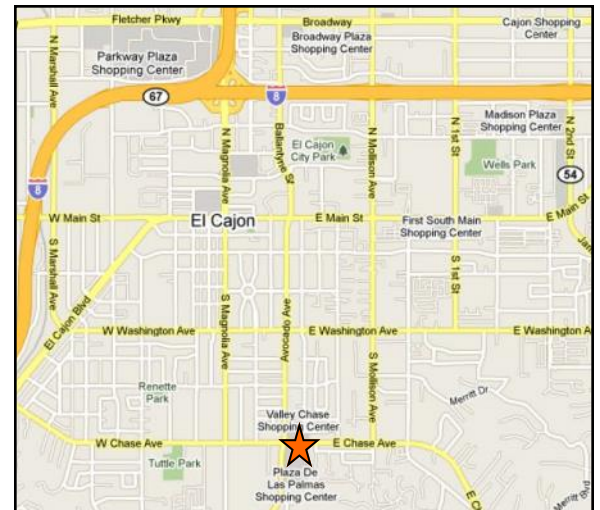 Fletcher Pkwy
Broadway
Cajon Shopping
Center
N Marshall Ave
Parkway Plaza
Shopping Center
Broadway Plaza
Shopping Center
67
8
Madison Plaza
Shopping Center
N Magnolia Ave
Ballantyne St
El Cajon
City Park
N Mollison Ave
N 1st St
N 2nd St
Wells Park
54
8
W Main St
El Cajon
E Main St
First South Main
Shopping Center
E Main St
S Marshall Ave
El Cajon Blvd
S Magnolia Ave
Avocado Ave
S Mollison Ave
S 1st St
W Washington Ave
E Washington Ave
E Washington A
Renette
Park
Merritt Dr
Valley Chase
Shopping Center
W Chase Ave
E Chase Ave
Tuttle Park
Plaza De
Las Palmas
Shopping Center
E C
Merritt Blvd